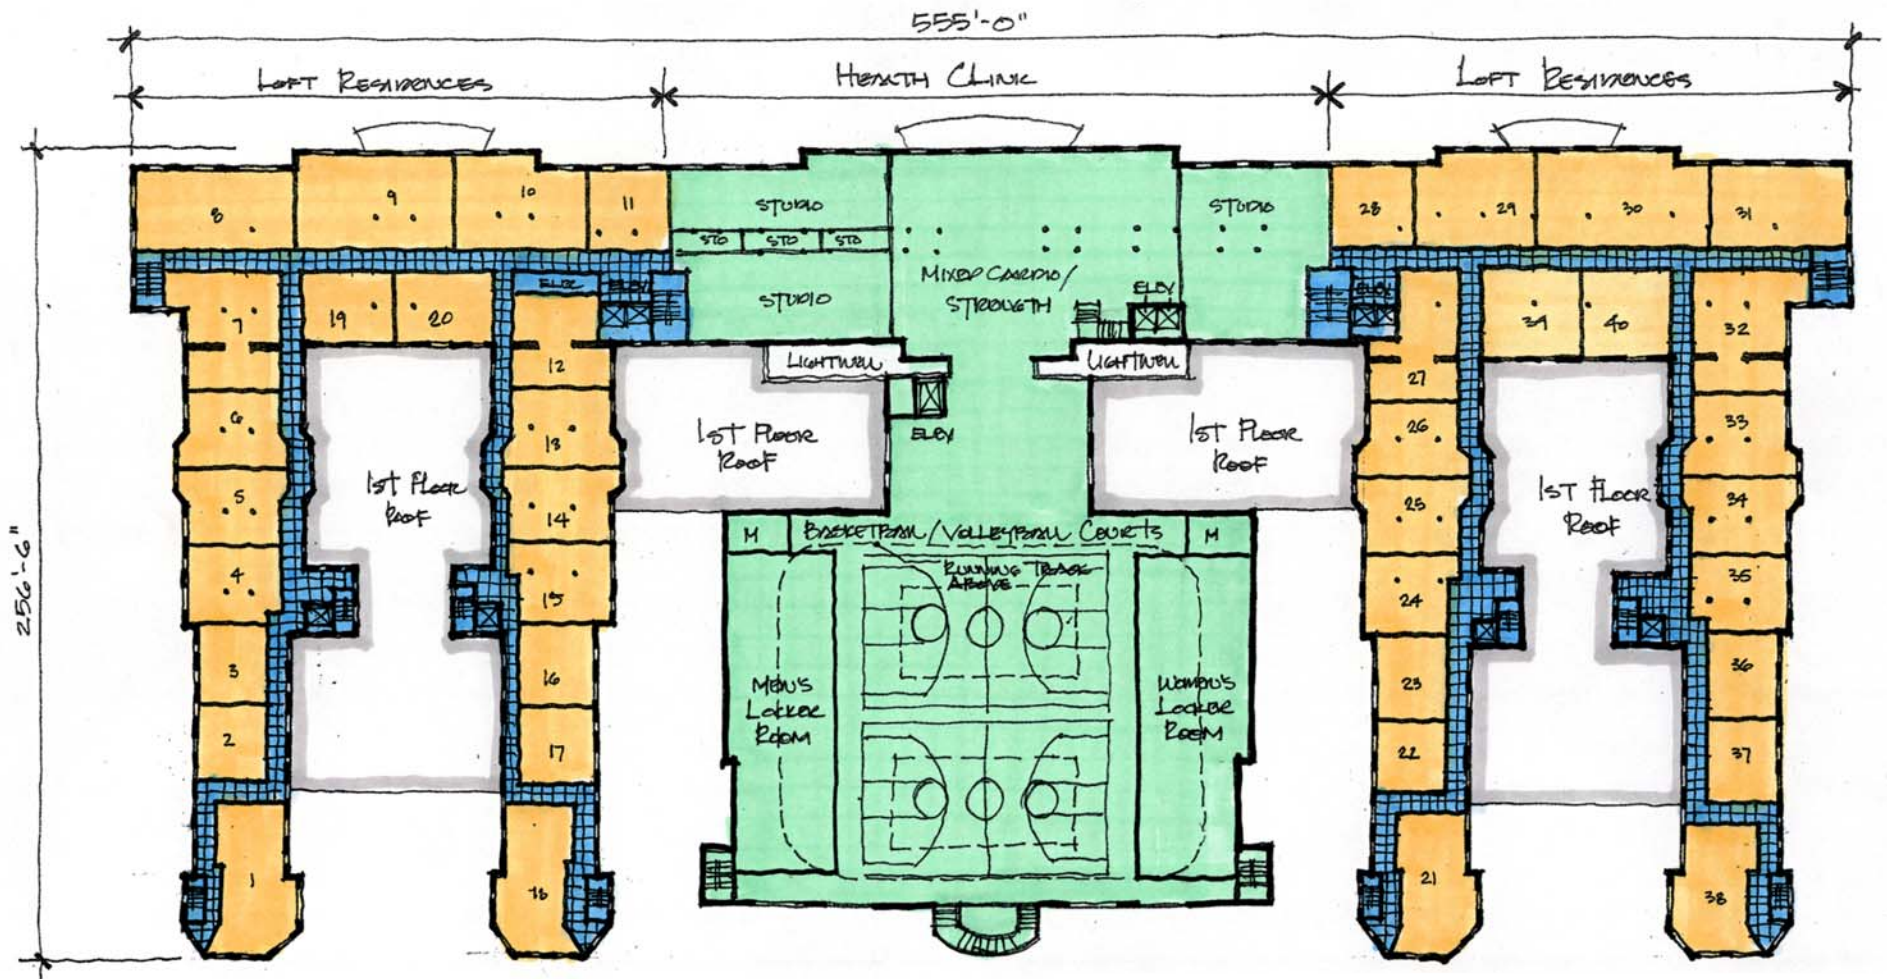 555'-0"
LOFT RESIDENCES
HEALTH CLINIC
LOFT RESIDENCES
256'-6"
8
9
10
11
STUDIO
STO
STO
STO
STUDIO
MIXED CARDIO/
STRENGTH
ELEV
STUDIO
28
29
30
31
7
19
20
ELEC
ELEV
12
LIGHTWELL
LIGHTWELL
ELEV
ELEV
27
39
40
32
6
13
1ST FLOOR
ROOF
1ST FLOOR
ROOF
26
33
5
1ST FLOOR
ROOF
14
25
1ST FLOOR
ROOF
34
M
BASKETBALL/VOLLEYBALL COURTS
M
RUNNING TRACK
ABOVE
4
15
24
35
3
16
MEN'S
LOCKER
ROOM
WOMEN'S
LOCKER
ROOM
23
36
2
17
22
37
1
18
21
38